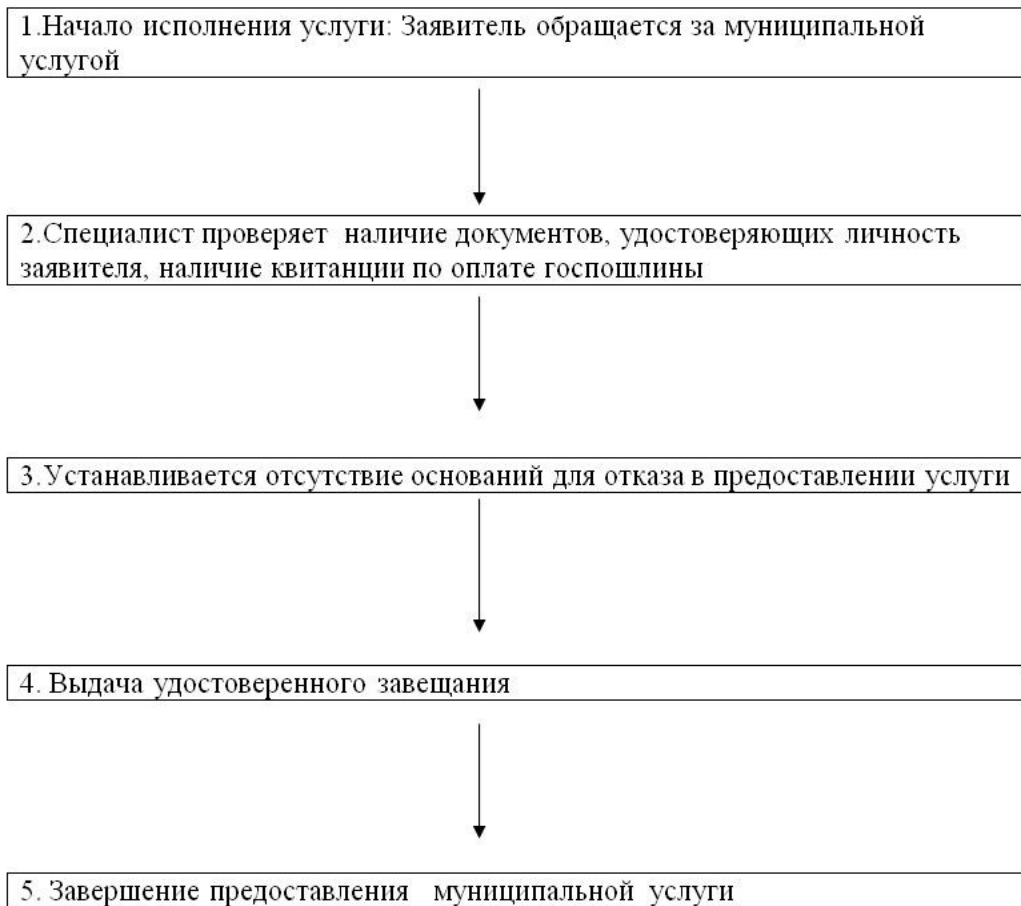 1.Начало исполнения услуги: Заявитель обращается за муниципальной
услугой
2.Специалист проверяет наличие документов, удостоверяющих личность
заявителя, наличие квитанции по оплате госпошлины
3.Устанавливается отсутствие оснований для отказа в предоставлении услуги
4. Выдача удостоверенного завещания
5. Завершение предоставления муниципальной услуги